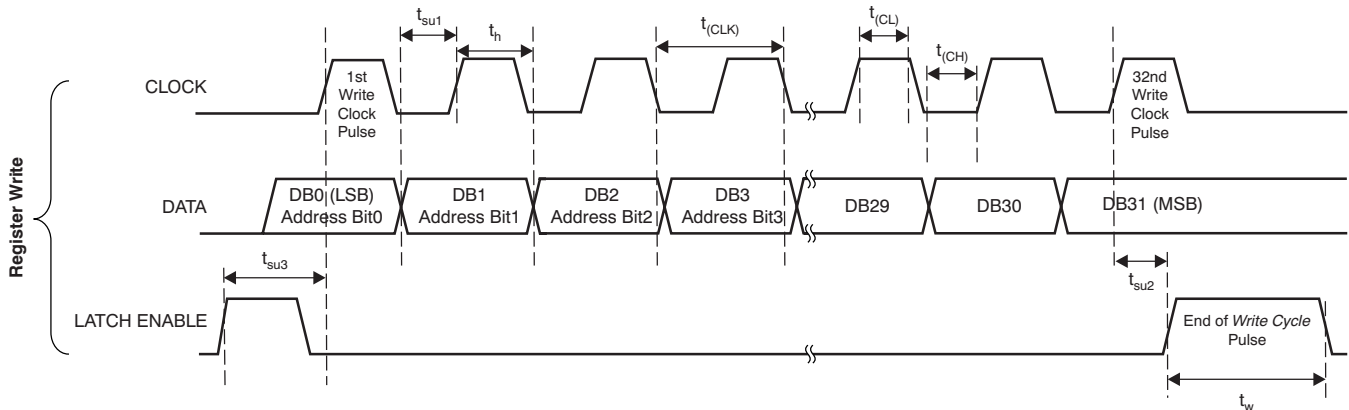 t(CL)
tsu1
th
t(CLK)
t(CH)
CLOCK
1st
Write
Clock
Pulse
32nd
Write
Clock
Pulse
Register Write
DATA
DB0 (LSB)
Address Bit0
DB1
Address Bit1
DB2
Address Bit2
DB3
Address Bit3
DB29
DB30
DB31 (MSB)
tsu3
tsu2
LATCH ENABLE
End of Write Cycle
Pulse
tw